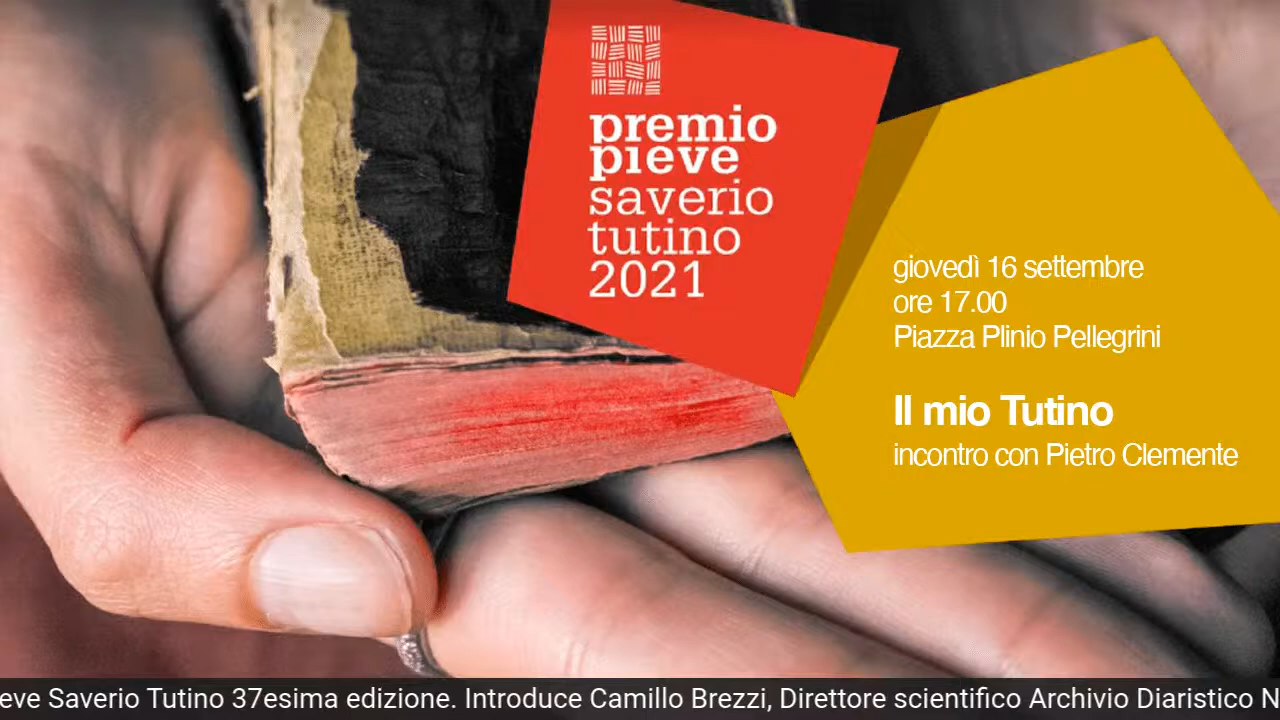 premio
pieve
saverio
tutino
2021
giovedì 16 settembre
ore 17.00
Piazza Plinio Pellegrini
Il mio Tutino
incontro con Pietro Clemente
eve Saverio Tutino 37esima edizione. Introduce Camillo Brezzi, Direttore scientifico Archivio Diaristico N